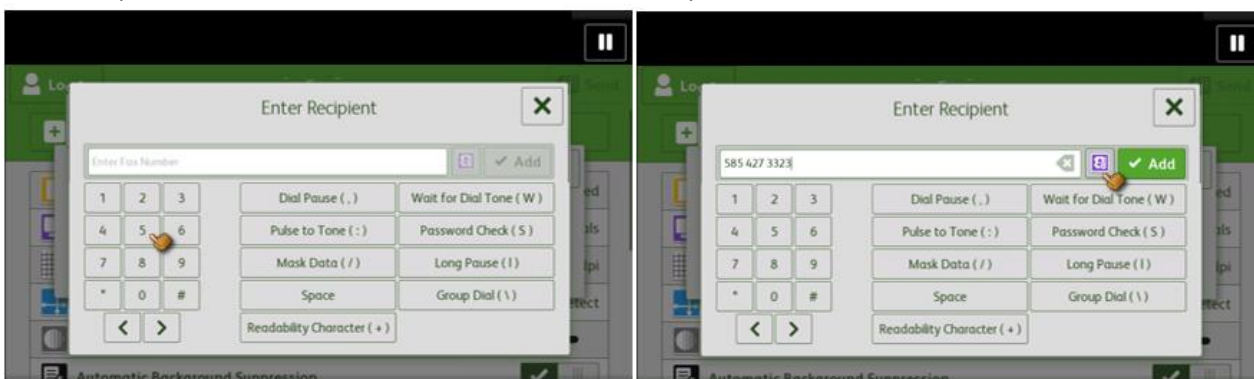 Enter Recipient
Enter Fax Number
Add
1 2 3 Dial Pause ( , ) Wait for Dial Tone ( W )
4 5 6 Pulse to Tone ( : ) Password Check ( S )
7 8 9 Mask Data ( / ) Long Pause ( I )
* 0 # Space Group Dial ( \ )
Readability Character ( + )
Automatic Background Suppression
Enter Recipient
585 427 3323
Add
1 2 3 Dial Pause ( , ) Wait for Dial Tone ( W )
4 5 6 Pulse to Tone ( : ) Password Check ( S )
7 8 9 Mask Data ( / ) Long Pause ( I )
* 0 # Space Group Dial ( \ )
Readability Character ( + )
Automatic Background Suppression